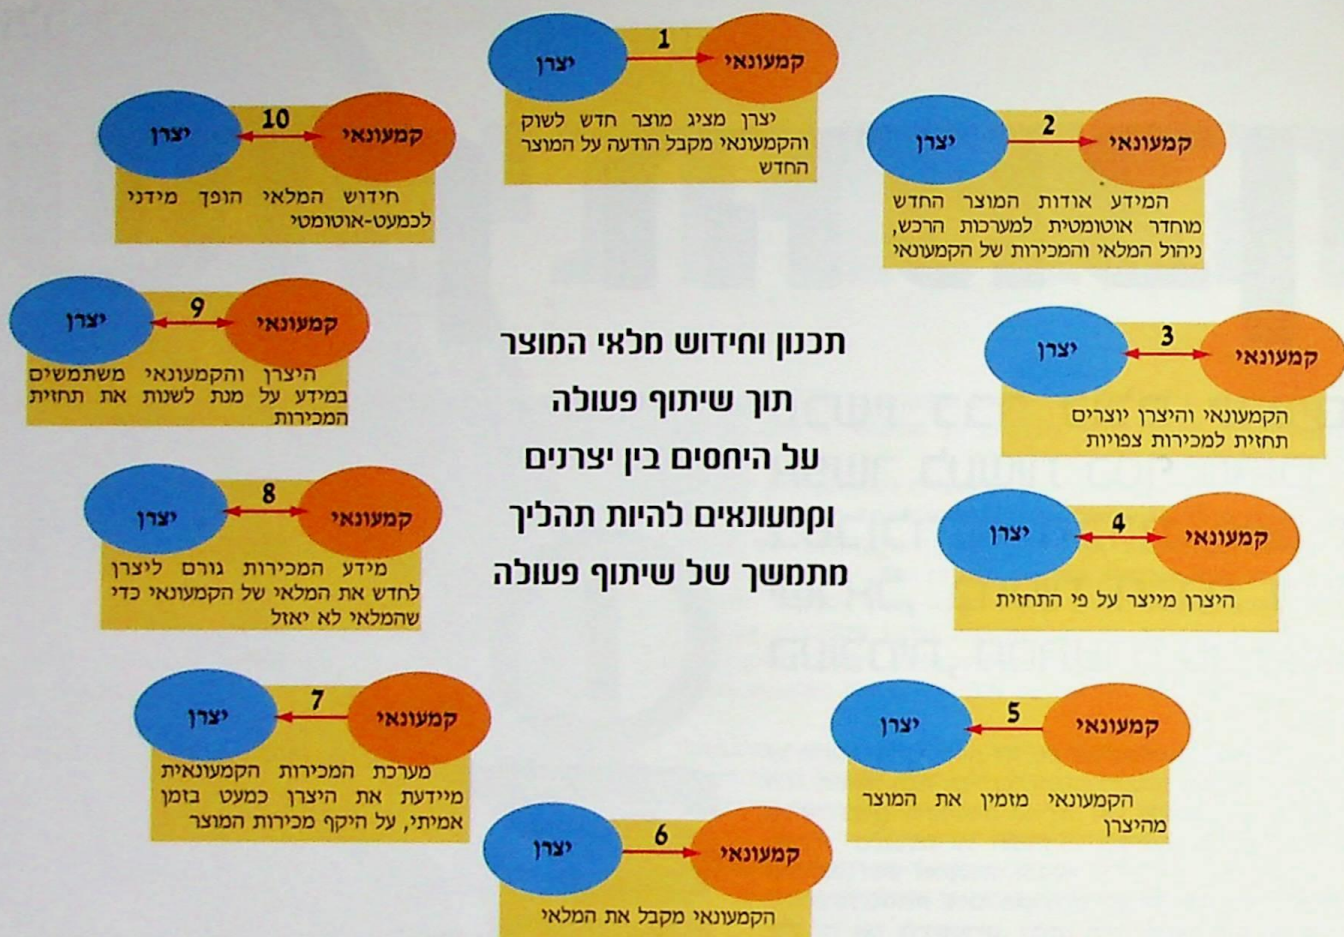 יצרן
1
קמעונאי
יצרן מציג מוצר חדש לשוק
והקמעונאי מקבל הודעה על המוצר
החדש
יצרן
2
קמעונאי
המידע אודות המוצר החדש
מוחדר אוטומטית למערכות הרכש,
ניהול המלאי והמכירות של הקמעונאי
יצרן
3
קמעונאי
הקמעונאי והיצרן יוצרים
תחזית למכירות צפויות
יצרן
4
קמעונאי
היצרן מייצר על פי התחזית
יצרן
5
קמעונאי
הקמעונאי מזמין את המוצר
מהיצרן
יצרן
6
קמעונאי
הקמעונאי מקבל את המלאי
יצרן
7
קמעונאי
מערכת המכירות הקמעונאית
מיידעת את היצרן כמעט בזמן
אמיתי, על היקף מכירות המוצר
יצרן
8
קמעונאי
מידע המכירות גורם ליצרן
לחדש את המלאי של הקמעונאי כדי
שהמלאי לא יאזל
יצרן
9
קמעונאי
היצרן והקמעונאי משתמשים
במידע על מנת לשנות את תחזית
המכירות
יצרן
10
קמעונאי
חידוש המלאי הופך מידני
לכמעט-אוטומטי
תכנון וחידוש מלאי המוצר
תוך שיתוף פעולה
על היחסים בין יצרנים
וקמעונאים להיות תהליך
מתמשך של שיתוף פעולה